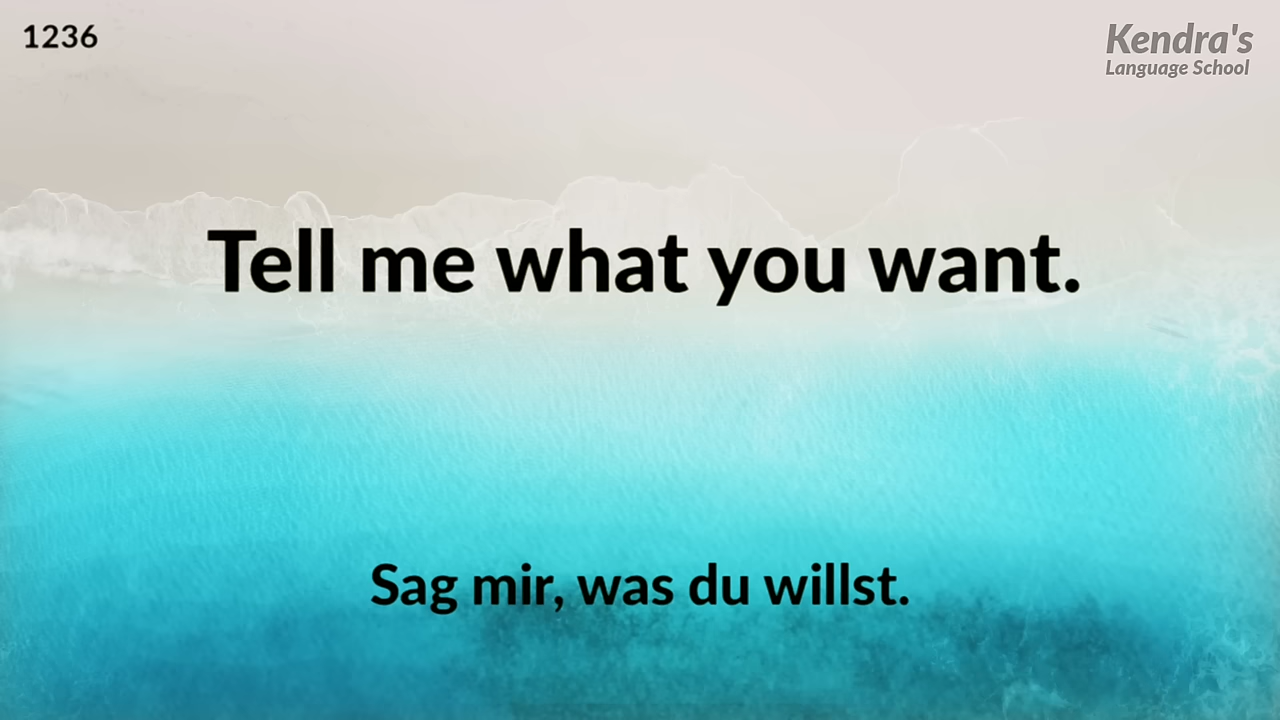 1236
Kendra's
Language School
Tell me what you want.
Sag mir, was du willst.